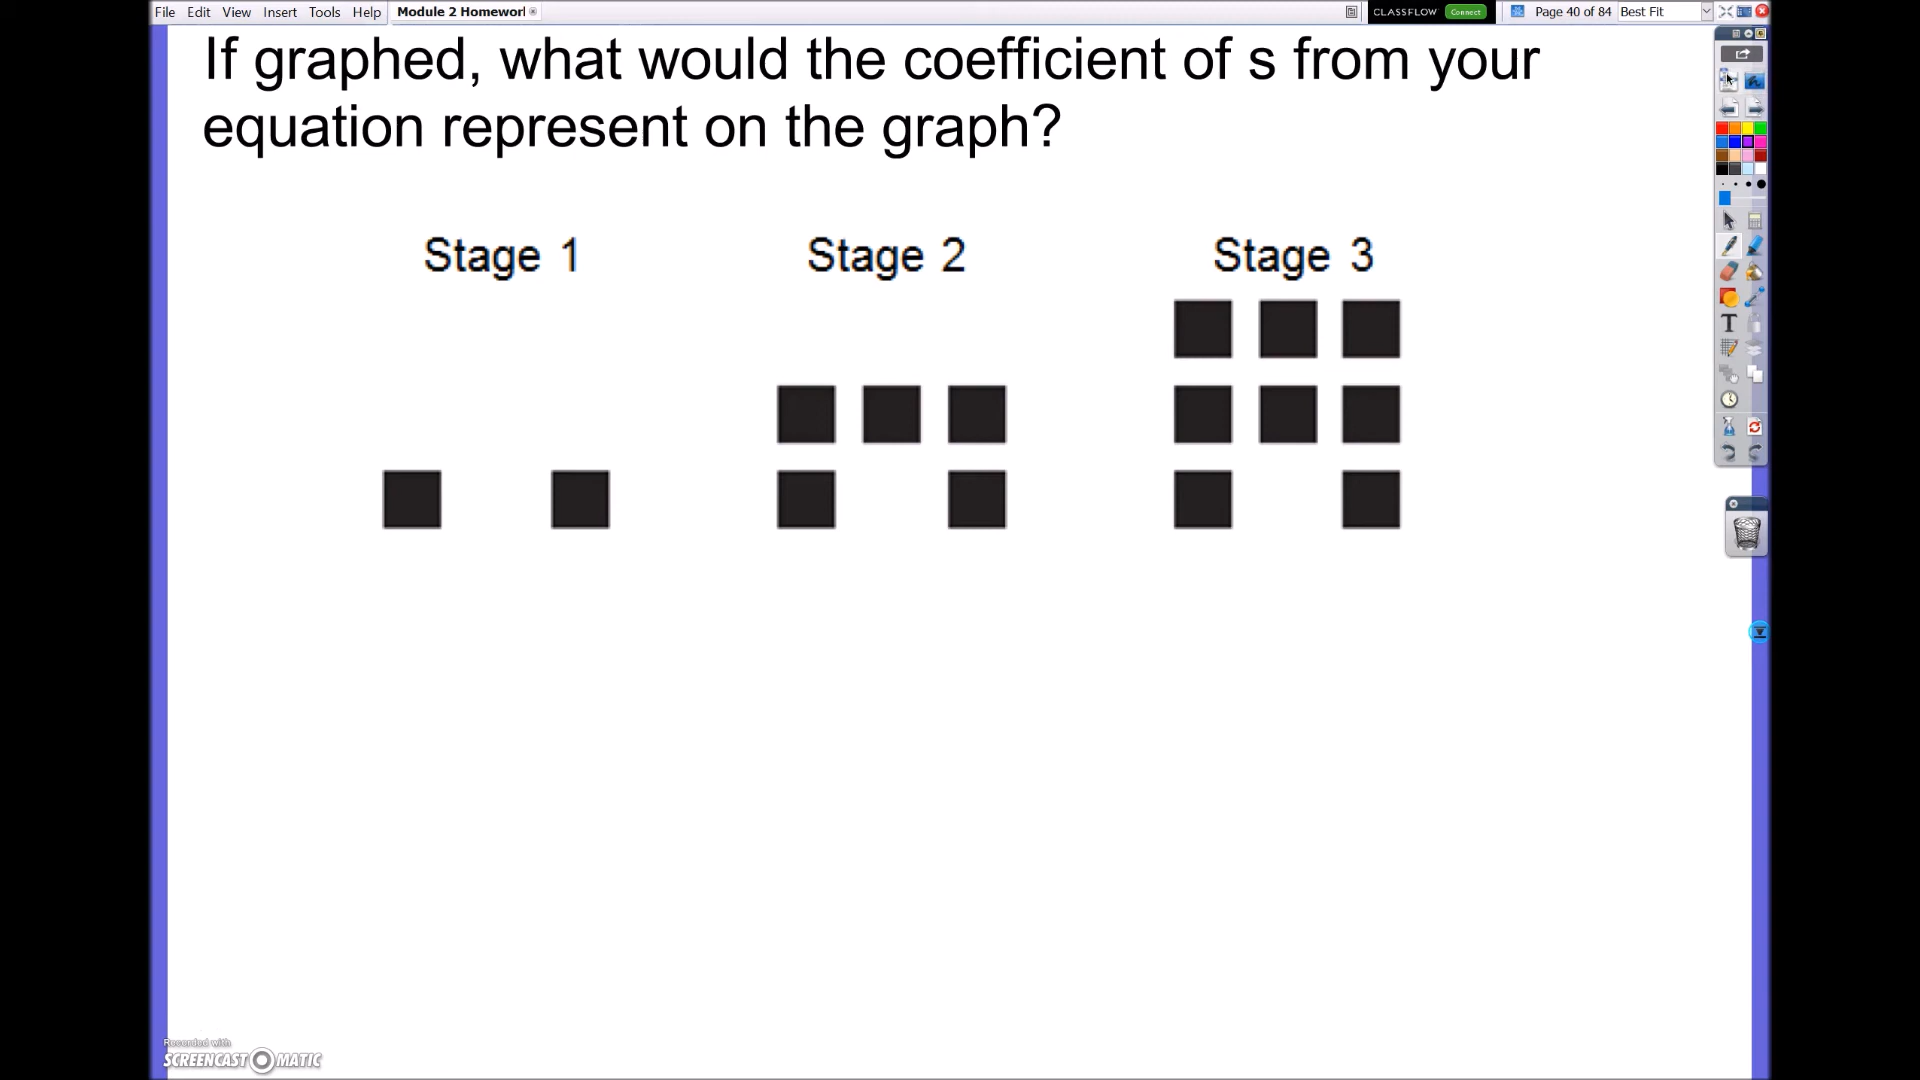 File Edit View Insert Tools Help Module 2 Homeworl CLASSFLOW Connect Page 40 of 84 Best Fit
If graphed, what would the coefficient of s from your
equation represent on the graph?
Stage 1 Stage 2 Stage 3
Recorded with
SCREENCAST MATIC